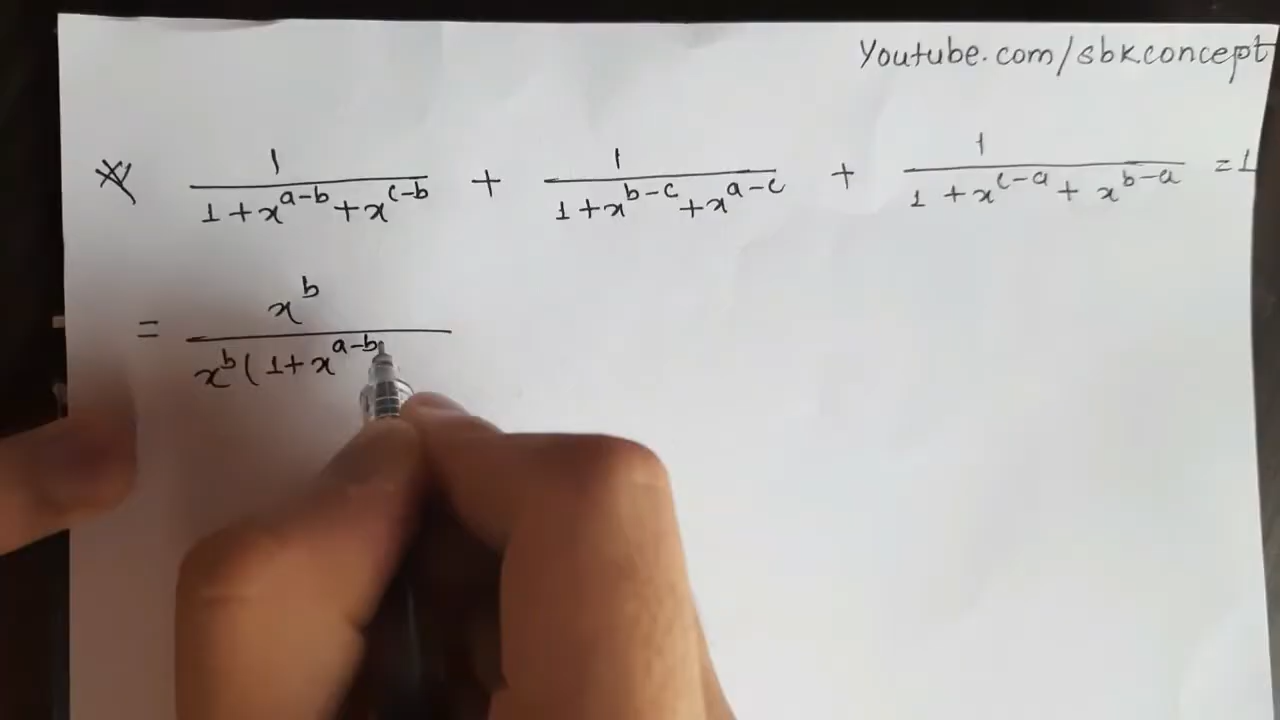 Youtube.com/sbkconcept
* 1/(1+x^(a-b)+x^(c-b)) + 1/(1+x^(b-c)+x^(a-c)) + 1/(1+x^(c-a)+x^(b-a)) =1
= x^b/(x^b(1+x^(a-b)